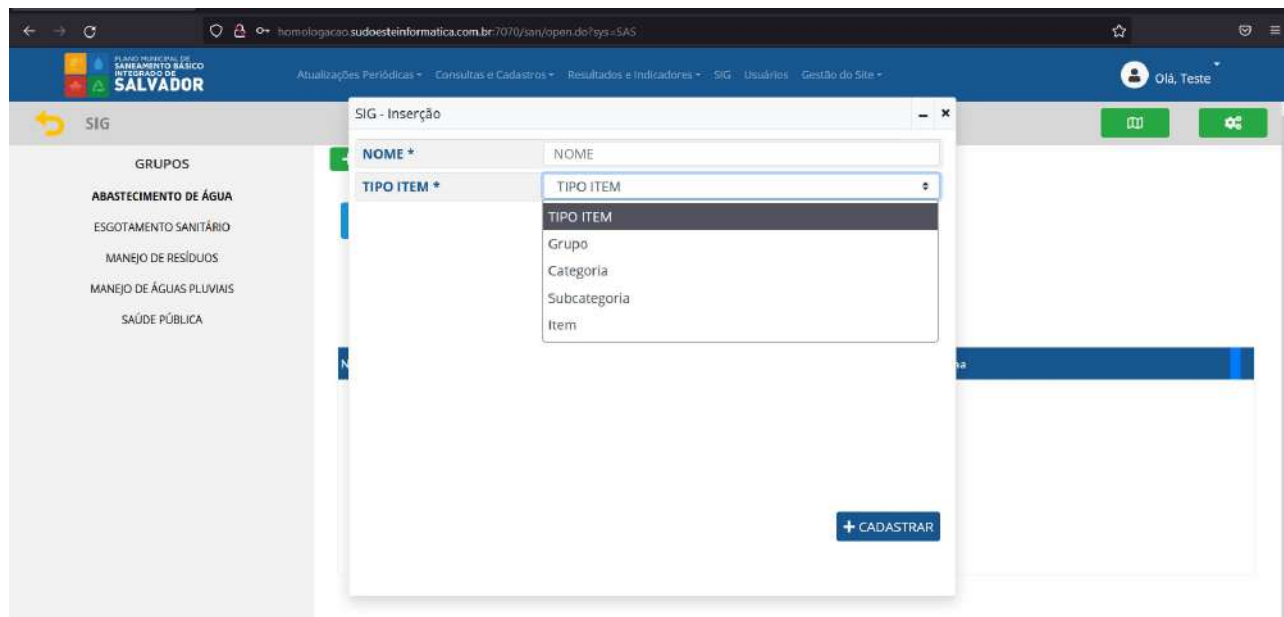 homologacao.sudoesteinformatica.com.br:7070/san/open.do?sys=SAS
PLANO MUNICIPAL DE
SANEAMENTO BÁSICO
INTEGRADO DE
SALVADOR
Atualizações Periódicas Consultas e Cadastros Resultados e Indicadores SIG Usuários Gestão do Site
Olá, Teste
SIG
SIG - Inserção
GRUPOS
ABASTECIMENTO DE ÁGUA
ESGOTAMENTO SANITÁRIO
MANEJO DE RESÍDUOS
MANEJO DE ÁGUAS PLUVIAIS
SAÚDE PÚBLICA
NOME * NOME
TIPO ITEM * TIPO ITEM
TIPO ITEM
Grupo
Categoria
Subcategoria
Item
+ CADASTRAR